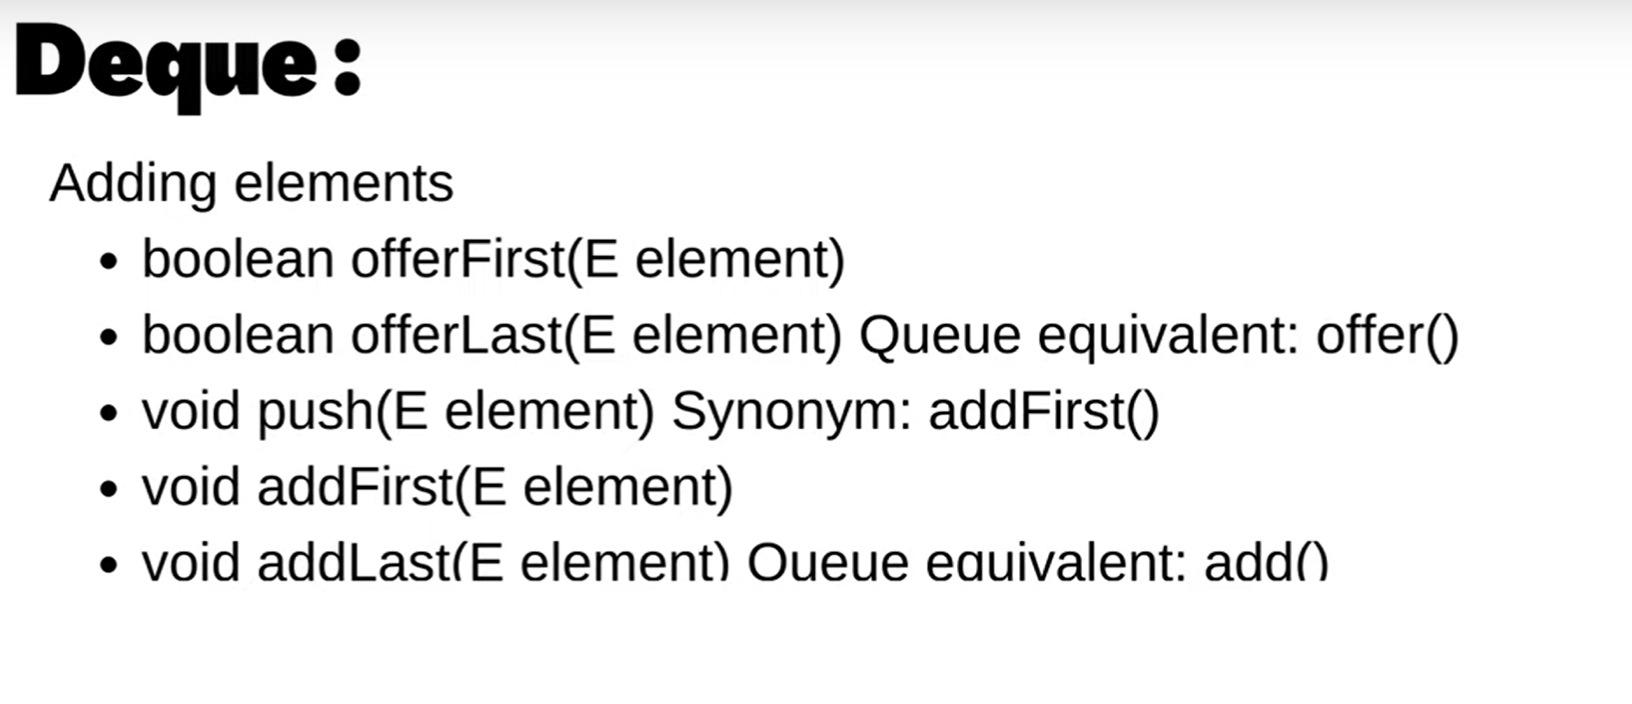 Deque:
Adding elements
• boolean offerFirst(E element)
• boolean offerLast(E element) Queue equivalent: offer()
• void push(E element) Synonym: addFirst()
• void addFirst(E element)
• void addLast(E element) Queue equivalent: add()